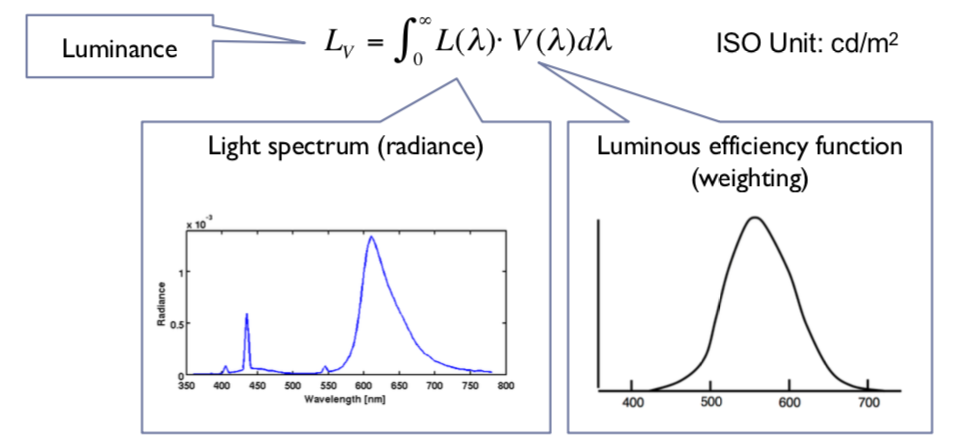 Luminance
L_V = ∫_0^∞ L(λ)· V(λ)dλ
ISO Unit: cd/m²
Light spectrum (radiance)
x 10⁻³
1
0.5
0
Radiance
350 400 450 500 550 600 650 700 750 800
Wavelength [nm]
Luminous efficiency function
(weighting)
400 500 600 700